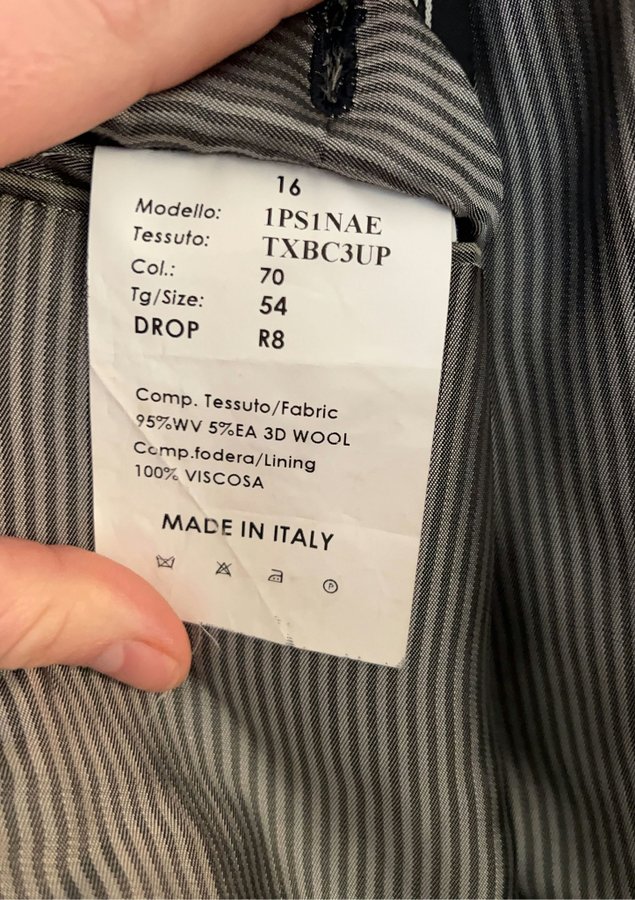 16
Modello: 1PS1NAE
Tessuto: TXBC3UP
Col.: 70
Tg/Size: 54
DROP R8
Comp. Tessuto/Fabric
95%WV 5%EA 3D WOOL
Comp.fodera/Lining
100% VISCOSA
MADE IN ITALY
P